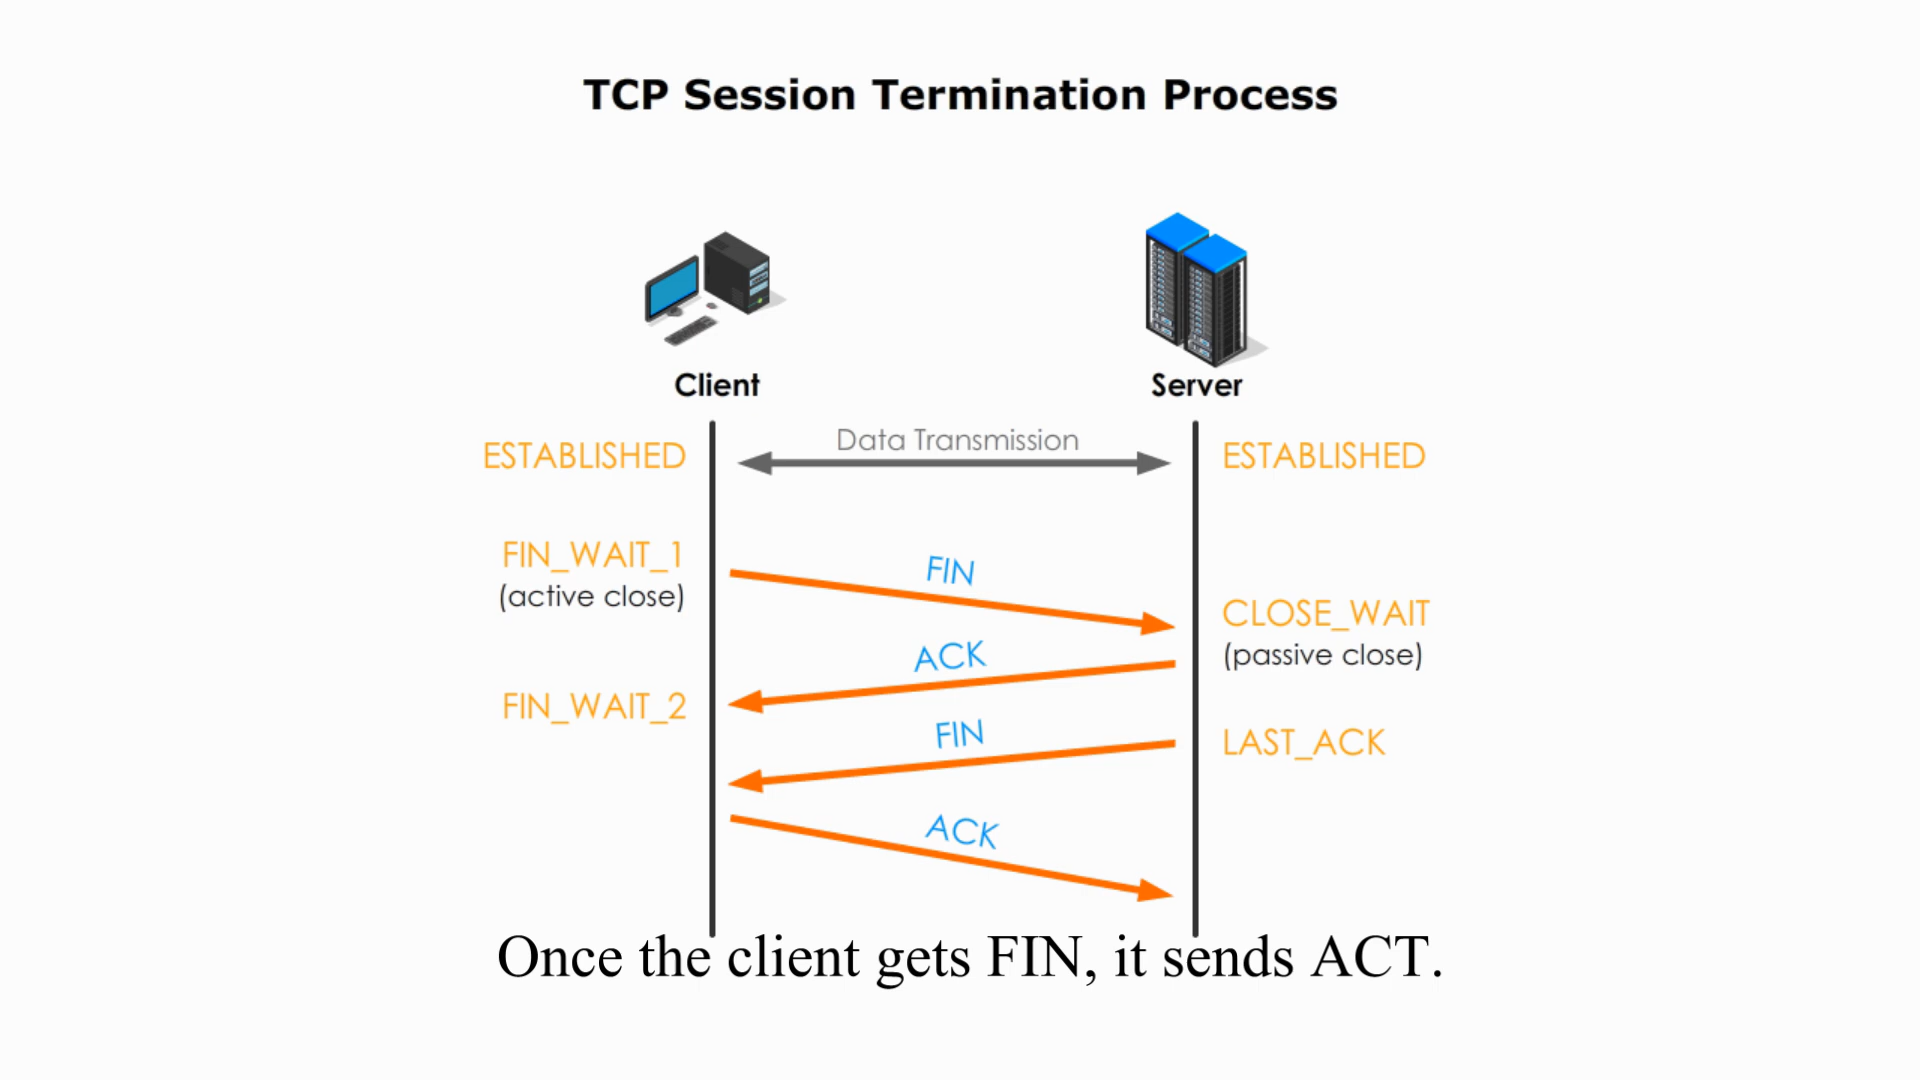 TCP Session Termination Process
Client
Server
Data Transmission
ESTABLISHED
ESTABLISHED
FIN_WAIT_1
(active close)
FIN
CLOSE_WAIT
(passive close)
ACK
FIN_WAIT_2
FIN
LAST_ACK
ACK
Once the client gets FIN, it sends ACT.